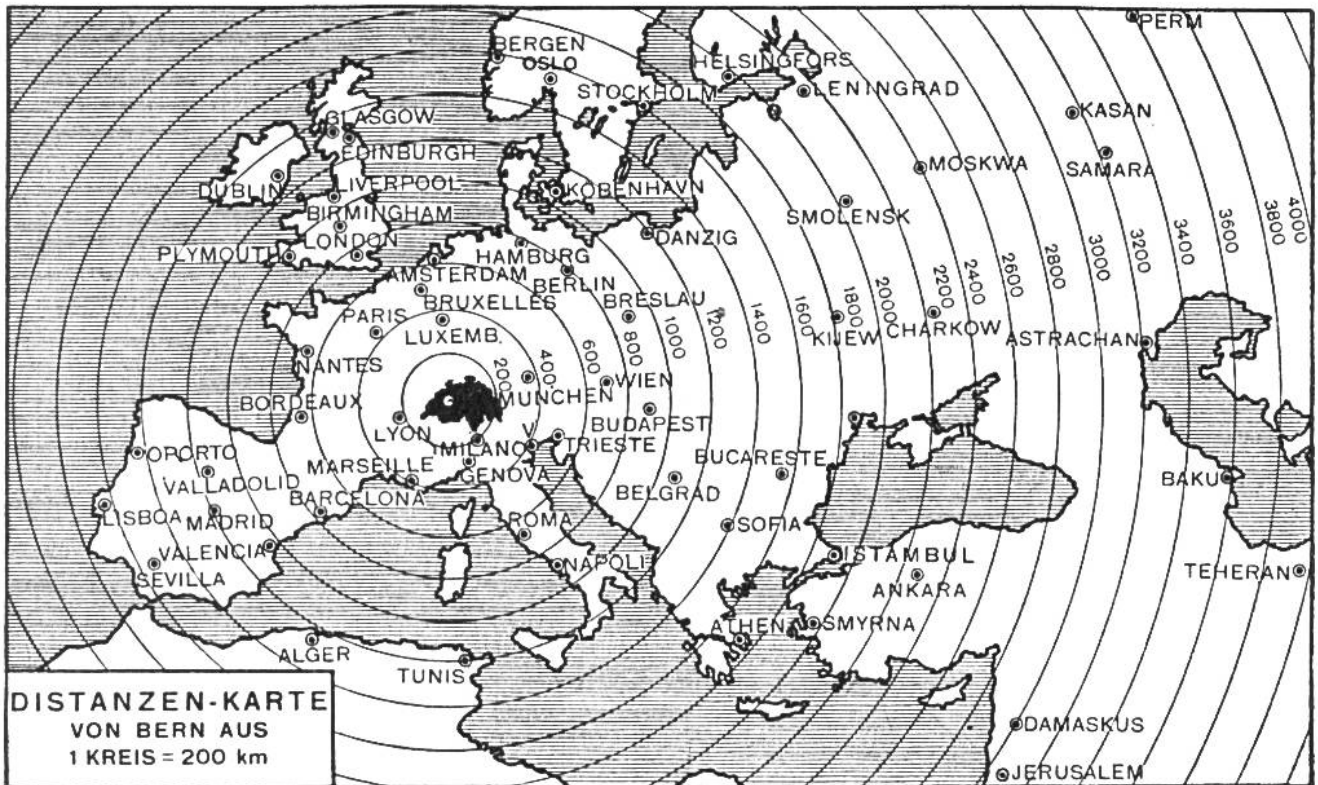 PERM
BERGEN
OSLO
HELSINGFORS
STOCKHOLM
LENINGRAD
KASAN
GLASGOW
EDINBURGH
MOSKWA
SAMARA
DUBLIN
LIVERPOOL
KÖBENHAVN
BIRMINGHAM
SMOLENSK
LONDON
PLYMOUTH
DANZIG
HAMBURG
AMSTERDAM
BERLIN
BRUXELLES
BRESLAU
PARIS
LUXEMB.
KIJEW
CHARKOW
ASTRACHAN
NANTES
200
400
600
800
1000
1200
1400
1600
1800
2000
2200
2400
2600
2800
3000
3200
3400
3600
3800
4000
WIEN
MÜNCHEN
BORDEAUX
LYON
BUDAPEST
V.
TRIESTE
MILANO
OPORTO
MARSEILLE
GENOVA
BUCARESTE
VALLADOLID
BELGRAD
BAKU
BARCELONA
LISBOA
MADRID
ROMA
SOFIA
VALENCIA
SEVILLA
NAPOLI
ISTAMBUL
ANKARA
TEHERAN
ATHEN
SMYRNA
ALGER
TUNIS
DAMASKUS
JERUSALEM
DISTANZEN-KARTE
VON BERN AUS
1 KREIS = 200 km